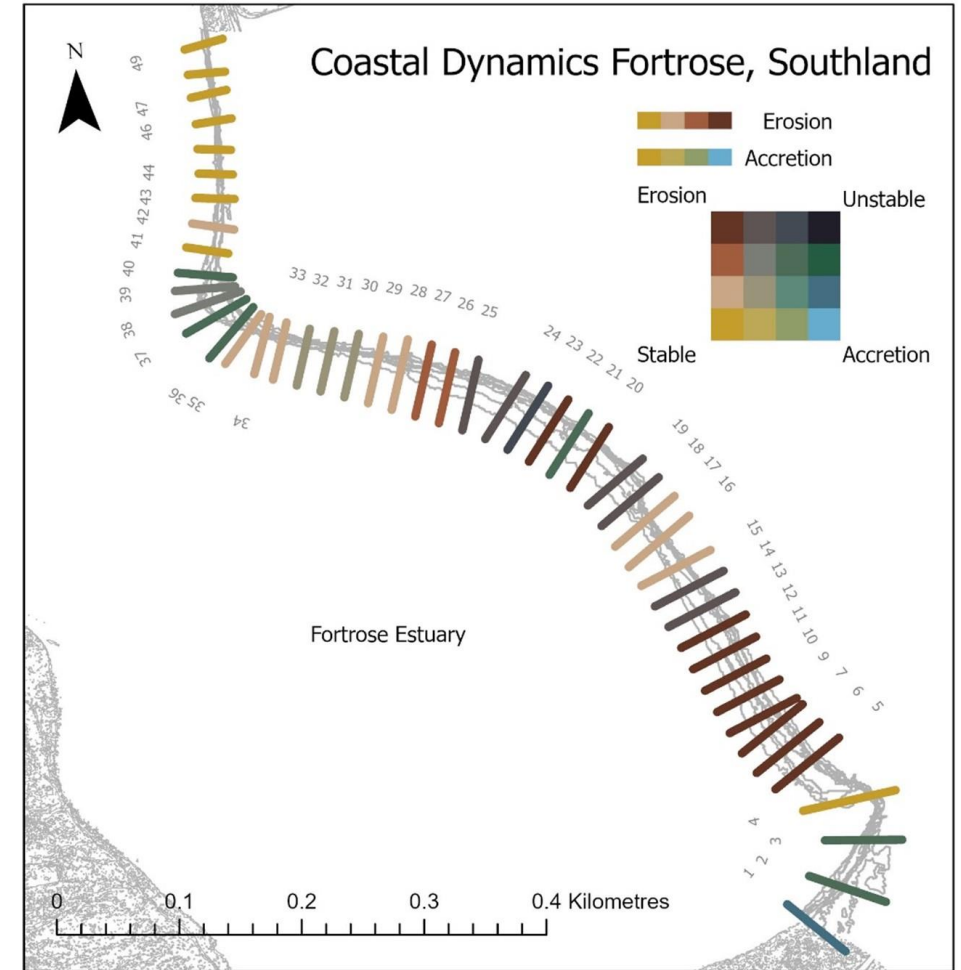 Coastal Dynamics Fortrose, Southland
N
Erosion
Accretion
Erosion
Unstable
Stable
Accretion
49
47
46
44
43
42
41
40
39
38
37
36
35
34
33 32 31 30 29 28 27 26 25
24 23 22 21 20
19 18 17 16
15 14 13 12 11 10 9 7 6 5
4
3
2
1
Fortrose Estuary
0 0.1 0.2 0.3 0.4 Kilometres